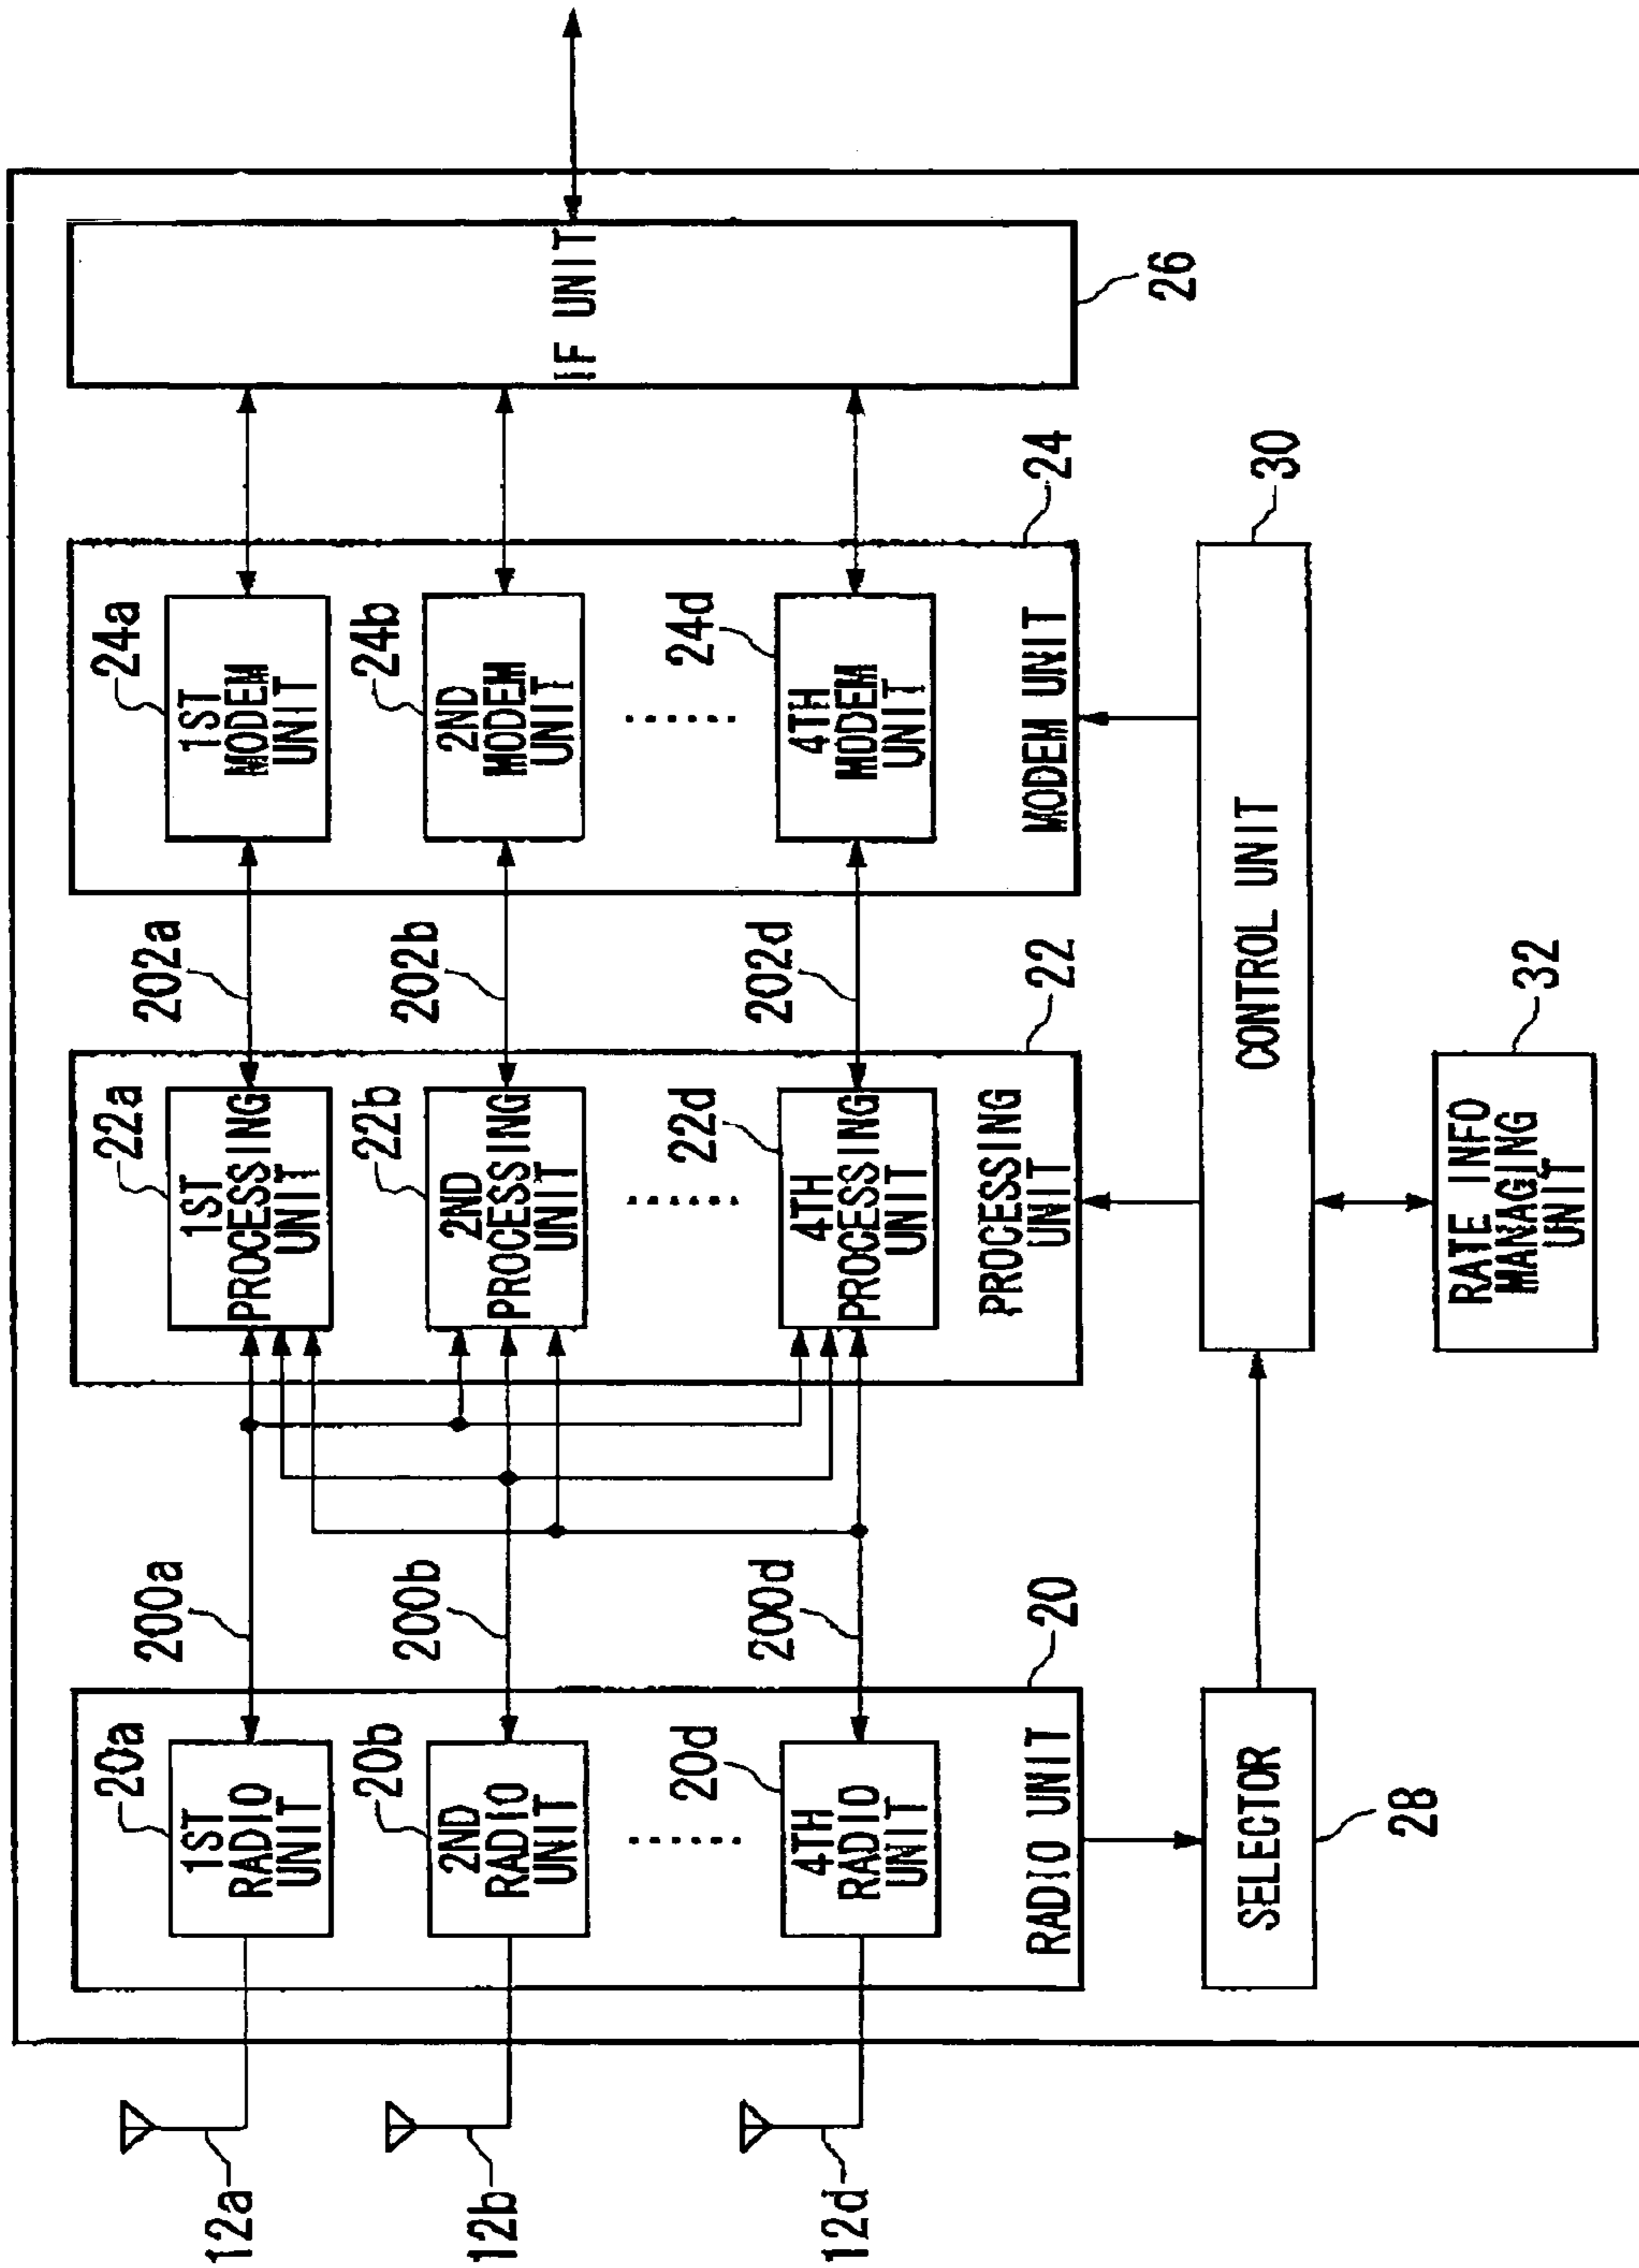 12a
12b
12d
20a
1ST
RADIO
UNIT
20b
2ND
RADIO
UNIT
20d
4TH
RADIO
UNIT
RADIO UNIT
20
200a
200b
200d
22a
1ST
PROCESSING
UNIT
22b
2ND
PROCESSING
UNIT
22d
4TH
PROCESSING
UNIT
PROCESSING
UNIT
22
202a
202b
202d
24a
1ST
MODEM
UNIT
24b
2ND
MODEM
UNIT
24d
4TH
MODEM
UNIT
MODEM UNIT
24
IF UNIT
26
SELECTOR
28
CONTROL UNIT
30
RATE INFO
MANAGING
UNIT
32